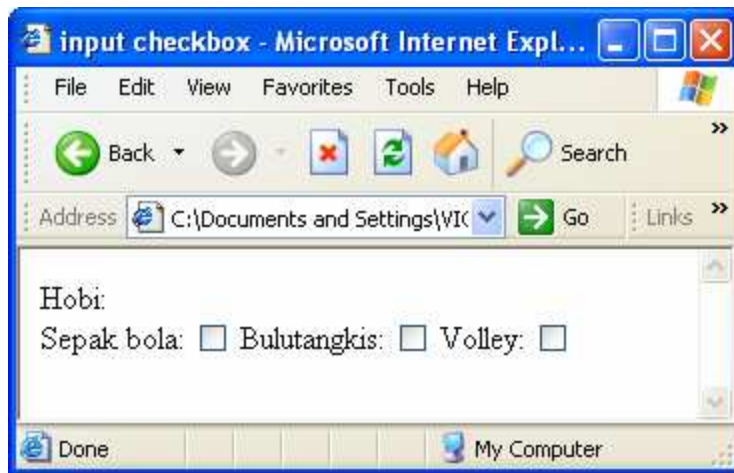 input checkbox - Microsoft Internet Expl...
File Edit View Favorites Tools Help
Back Search »
Address C:\Documents and Settings\VIC Go Links »
Hobi:
Sepak bola: Bulutangkis: Volley:
Done My Computer